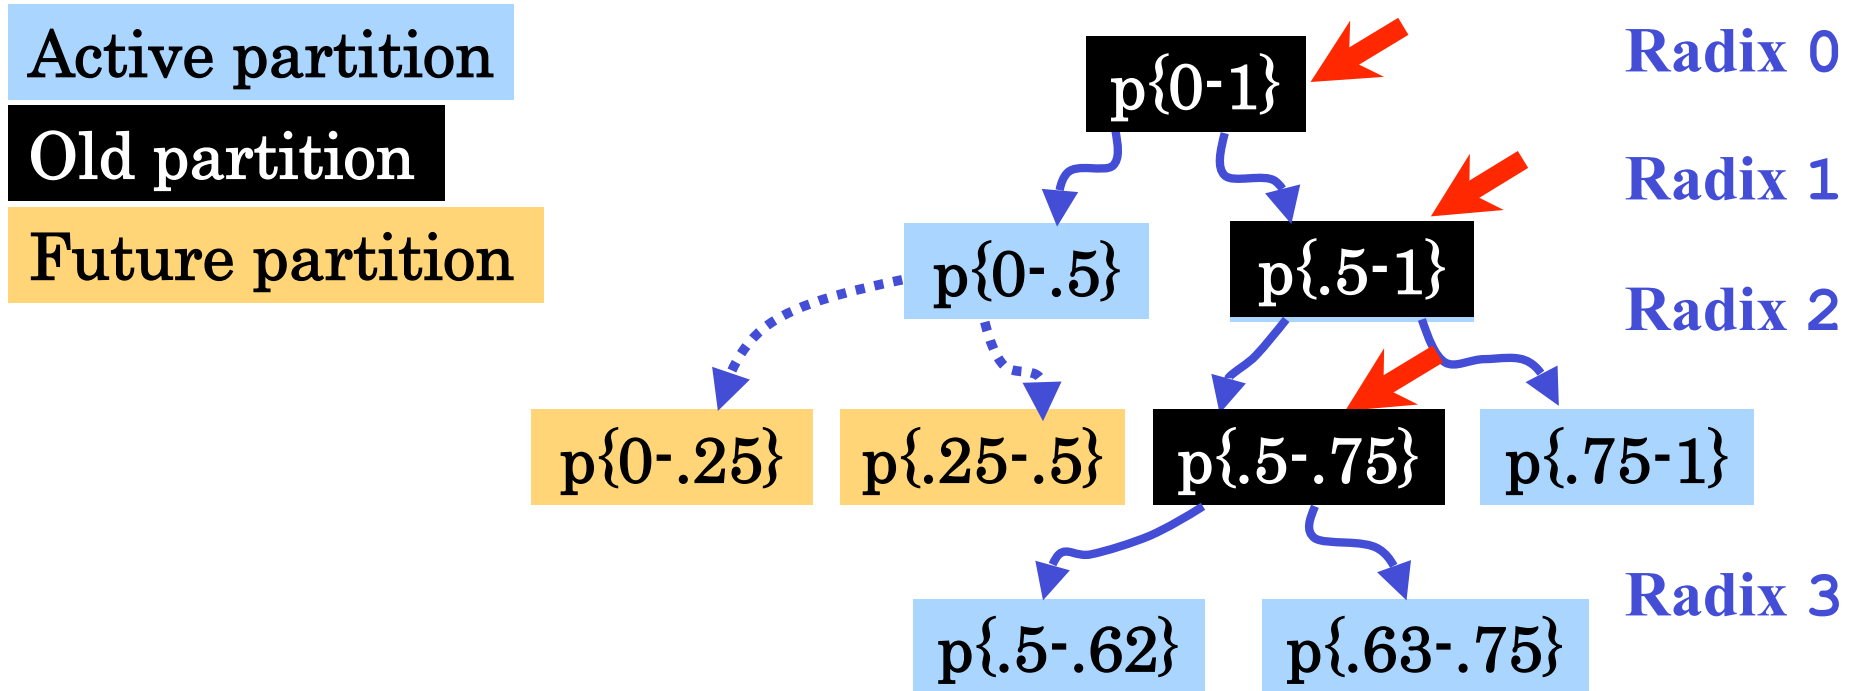 Active partition
Old partition
Future partition
p{0-1}
Radix 0
Radix 1
p{0-.5}
p{.5-1}
Radix 2
p{0-.25}
p{.25-.5}
p{.5-.75}
p{.75-1}
Radix 3
p{.5-.62}
p{.63-.75}